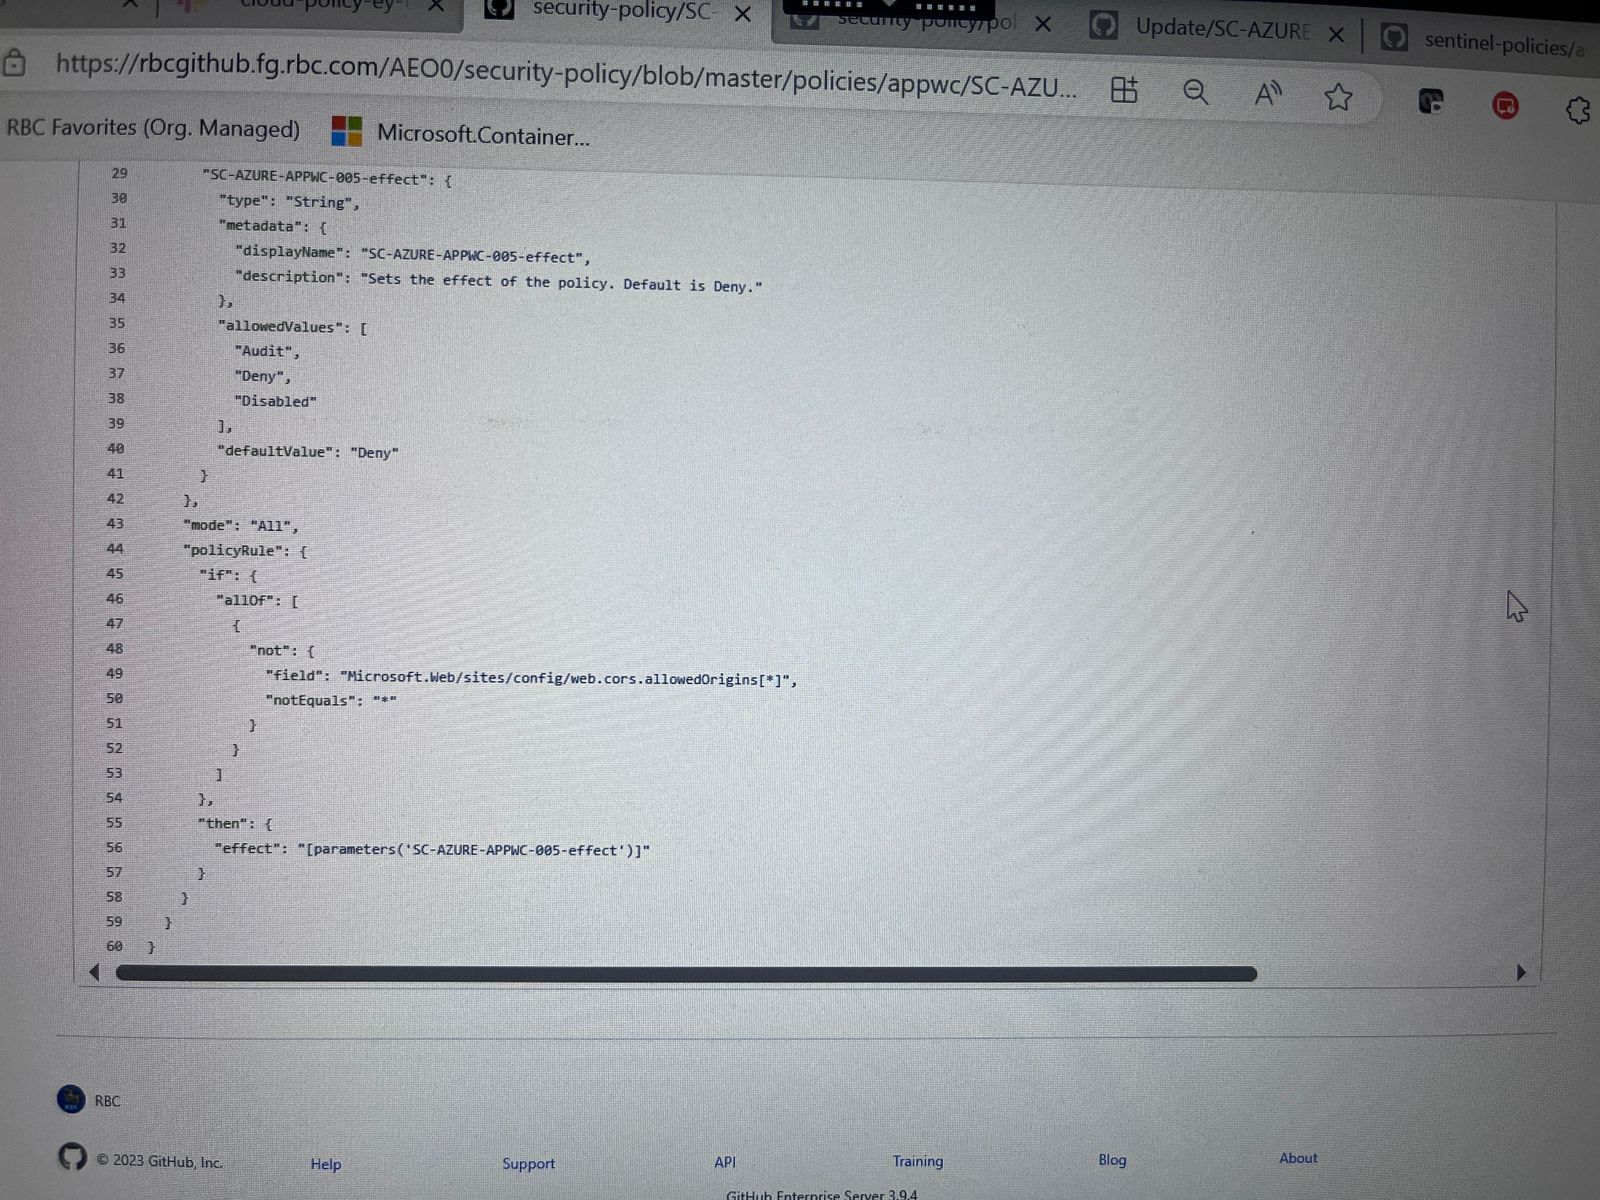 cloud-policy-ey-
security-policy/SC-
security-policy/pol
Update/SC-AZURE
sentinel-policies/a
https://rbcgithub.fg.rbc.com/AEO0/security-policy/blob/master/policies/appwc/SC-AZU...
RBC Favorites (Org. Managed)
Microsoft.Container...
29 "SC-AZURE-APPWC-005-effect": {
30 "type": "String",
31 "metadata": {
32 "displayName": "SC-AZURE-APPWC-005-effect",
33 "description": "Sets the effect of the policy. Default is Deny."
34 },
35 "allowedValues": [
36 "Audit",
37 "Deny",
38 "Disabled"
39 ],
40 "defaultValue": "Deny"
41 }
42 },
43 "mode": "All",
44 "policyRule": {
45 "if": {
46 "allOf": [
47 {
48 "not": {
49 "field": "Microsoft.Web/sites/config/web.cors.allowedOrigins[*]",
50 "notEquals": "*"
51 }
52 }
53 ]
54 },
55 "then": {
56 "effect": "[parameters('SC-AZURE-APPWC-005-effect')]"
57 }
58 }
59 }
60 }
RBC
© 2023 GitHub, Inc.
Help
Support
API
Training
Blog
About
GitHub Enterprise Server 3.9.4